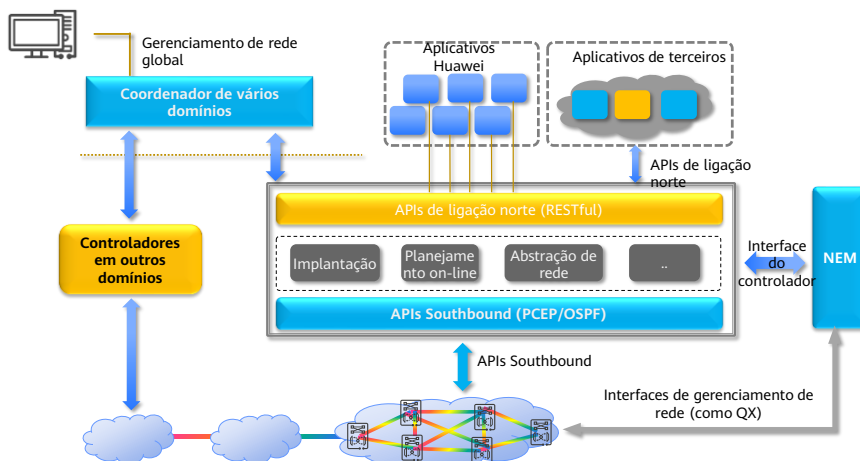 Gerenciamento de rede
global
Coordenador de vários
domínios
Aplicativos
Huawei
Aplicativos de terceiros
APIs de ligação
norte
APIs de ligação norte (RESTful)
Controladores
em outros
domínios
Implantação
Planejame
nto on-line
Abstração de
rede
..
Interface
do
controlador
NEM
APIs Southbound (PCEP/OSPF)
APIs Southbound
Interfaces de gerenciamento de
rede (como QX)